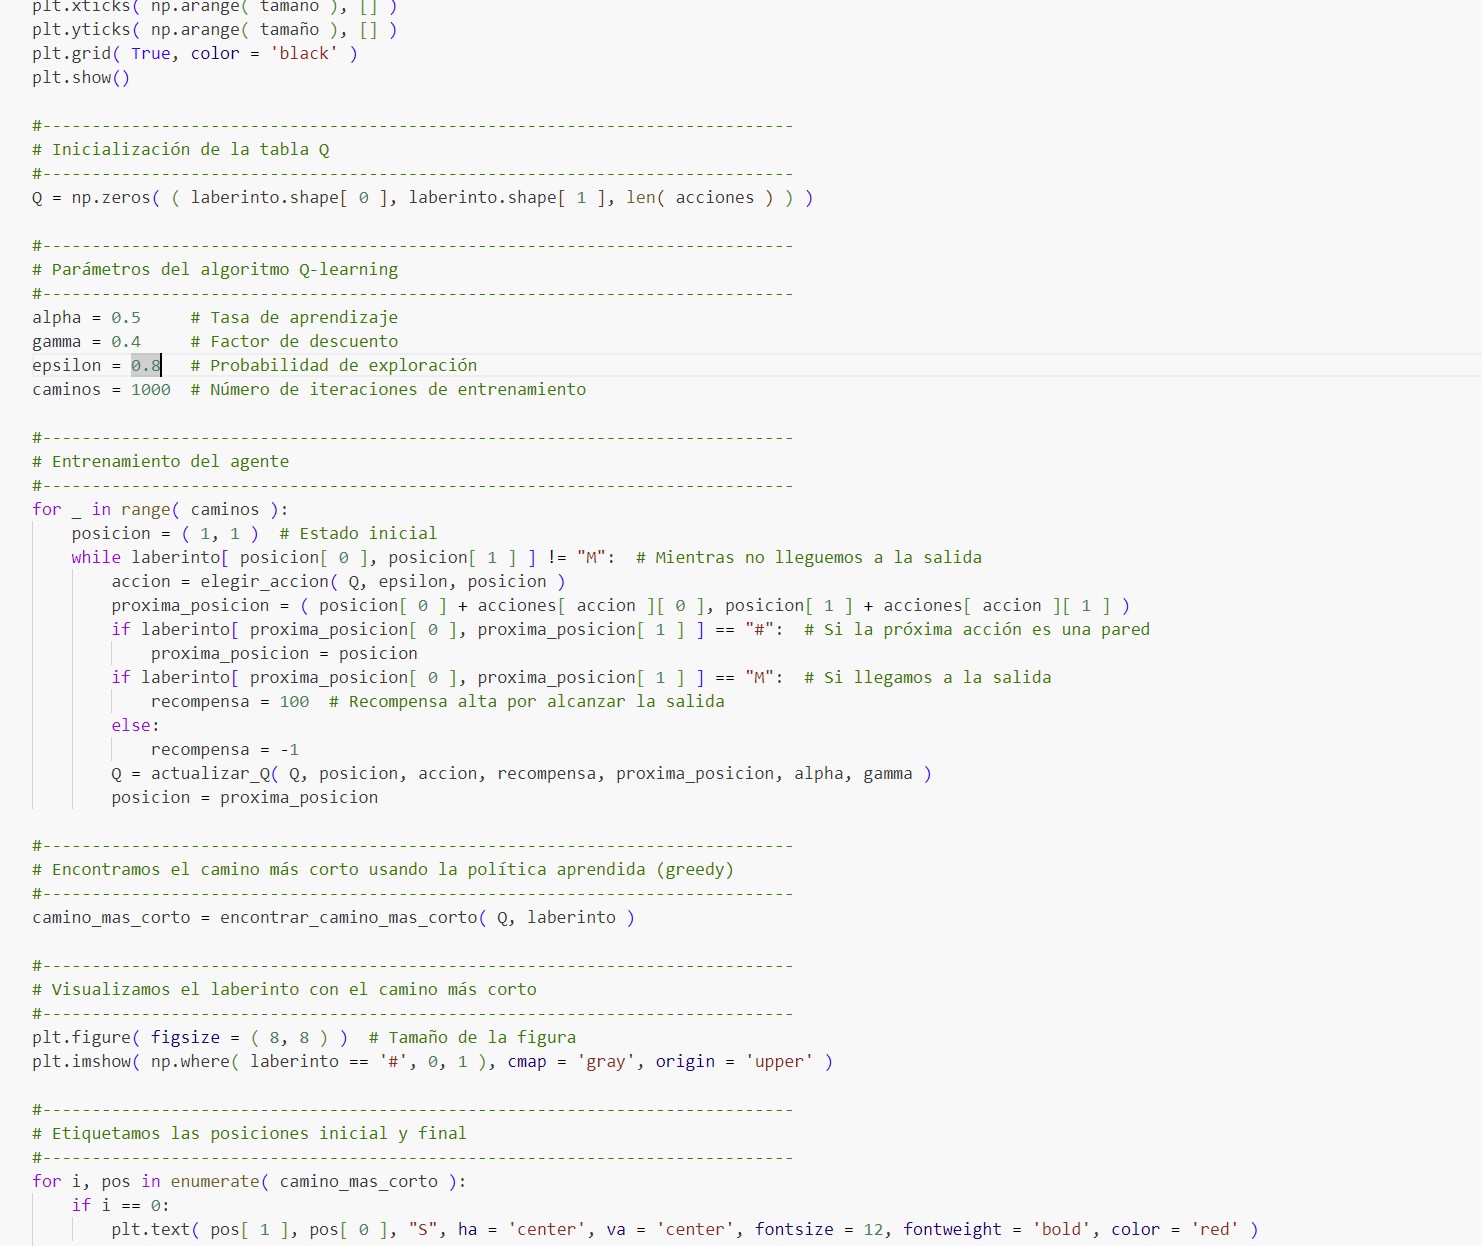 plt.xticks( np.arange( tamaño ), [] )
plt.yticks( np.arange( tamaño ), [] )
plt.grid( True, color = 'black' )
plt.show()
#----------------------------------------------------------------------------
# Inicialización de la tabla Q
#----------------------------------------------------------------------------
Q = np.zeros( ( laberinto.shape[ 0 ], laberinto.shape[ 1 ], len( acciones ) ) )
#----------------------------------------------------------------------------
# Parámetros del algoritmo Q-learning
#----------------------------------------------------------------------------
alpha = 0.5     # Tasa de aprendizaje
gamma = 0.4     # Factor de descuento
epsilon = 0.8   # Probabilidad de exploración
caminos = 1000  # Número de iteraciones de entrenamiento
#----------------------------------------------------------------------------
# Entrenamiento del agente
#----------------------------------------------------------------------------
for _ in range( caminos ):
    posicion = ( 1, 1 )  # Estado inicial
    while laberinto[ posicion[ 0 ], posicion[ 1 ] ] != "M":  # Mientras no lleguemos a la salida
        accion = elegir_accion( Q, epsilon, posicion )
        proxima_posicion = ( posicion[ 0 ] + acciones[ accion ][ 0 ], posicion[ 1 ] + acciones[ accion ][ 1 ] )
        if laberinto[ proxima_posicion[ 0 ], proxima_posicion[ 1 ] ] == "#":  # Si la próxima acción es una pared
            proxima_posicion = posicion
        if laberinto[ proxima_posicion[ 0 ], proxima_posicion[ 1 ] ] == "M":  # Si llegamos a la salida
            recompensa = 100  # Recompensa alta por alcanzar la salida
        else:
            recompensa = -1
        Q = actualizar_Q( Q, posicion, accion, recompensa, proxima_posicion, alpha, gamma )
        posicion = proxima_posicion
#----------------------------------------------------------------------------
# Encontramos el camino más corto usando la política aprendida (greedy)
#----------------------------------------------------------------------------
camino_mas_corto = encontrar_camino_mas_corto( Q, laberinto )
#----------------------------------------------------------------------------
# Visualizamos el laberinto con el camino más corto
#----------------------------------------------------------------------------
plt.figure( figsize = ( 8, 8 ) )  # Tamaño de la figura
plt.imshow( np.where( laberinto == '#', 0, 1 ), cmap = 'gray', origin = 'upper' )
#----------------------------------------------------------------------------
# Etiquetamos las posiciones inicial y final
#----------------------------------------------------------------------------
for i, pos in enumerate( camino_mas_corto ):
    if i == 0:
        plt.text( pos[ 1 ], pos[ 0 ], "S", ha = 'center', va = 'center', fontsize = 12, fontweight = 'bold', color = 'red' )